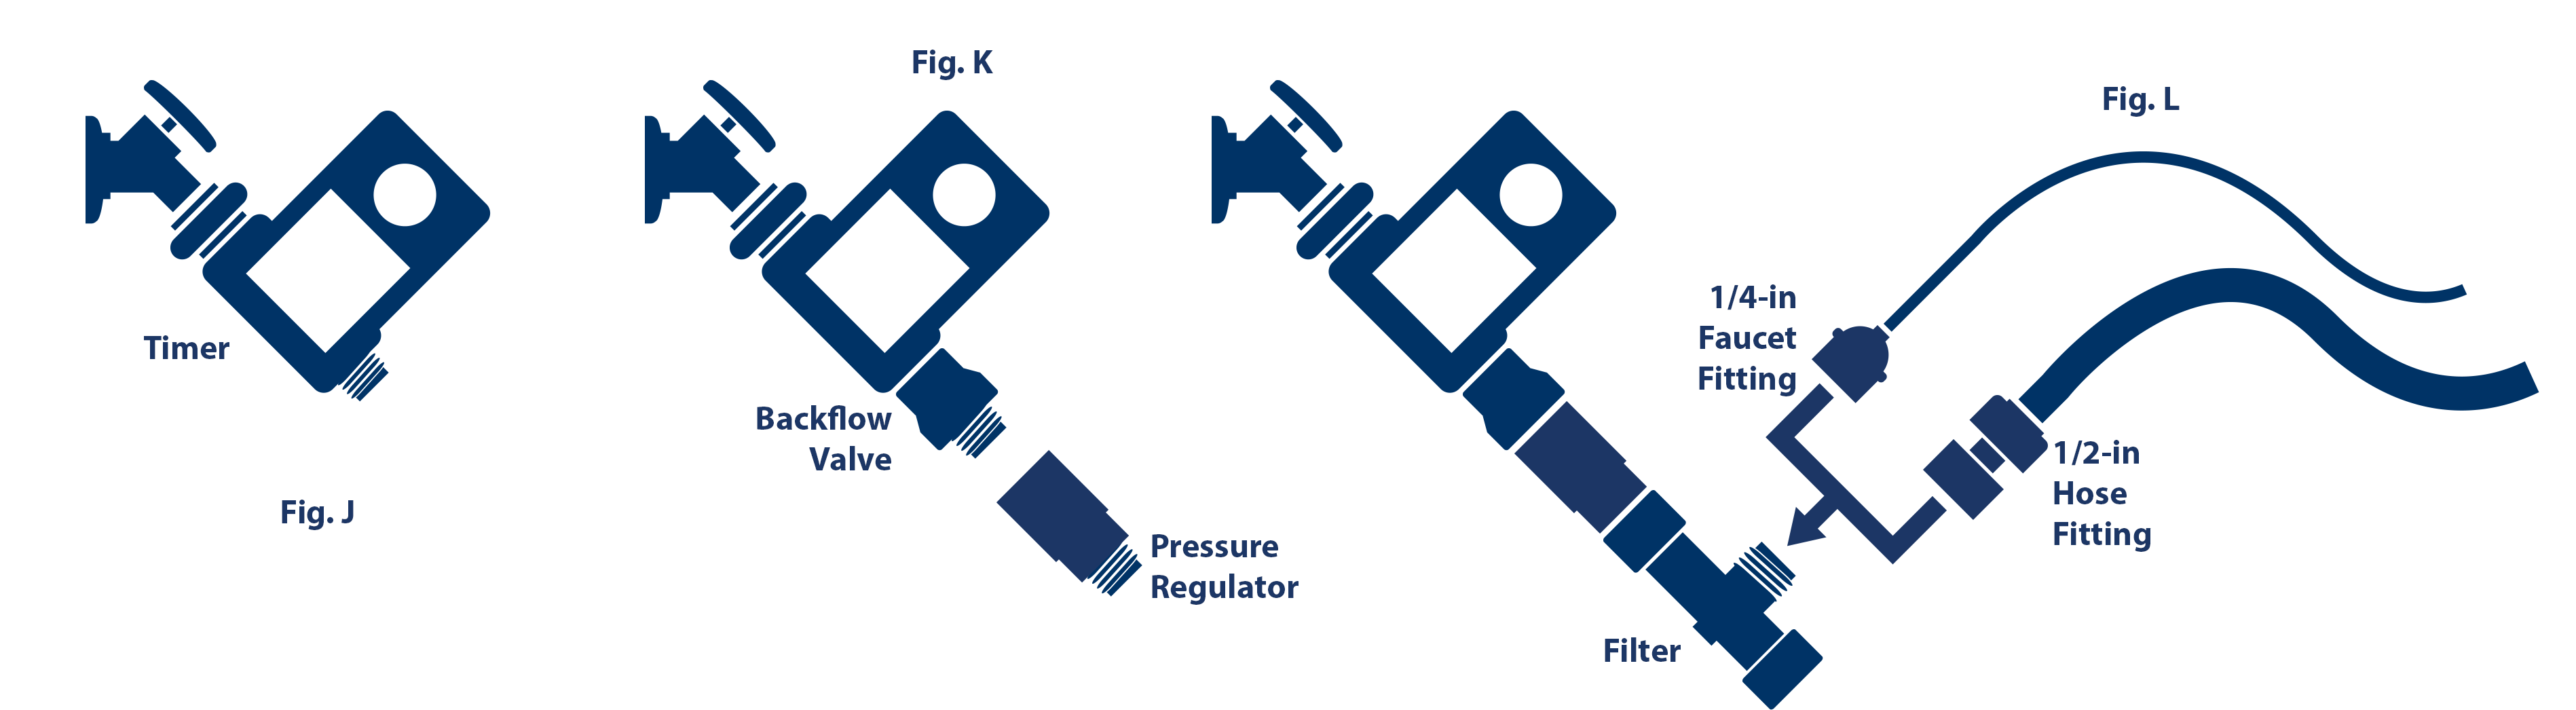 Fig. J
Timer
Fig. K
Backflow
Valve
Pressure
Regulator
Fig. L
1/4-in
Faucet
Fitting
1/2-in
Hose
Fitting
Filter